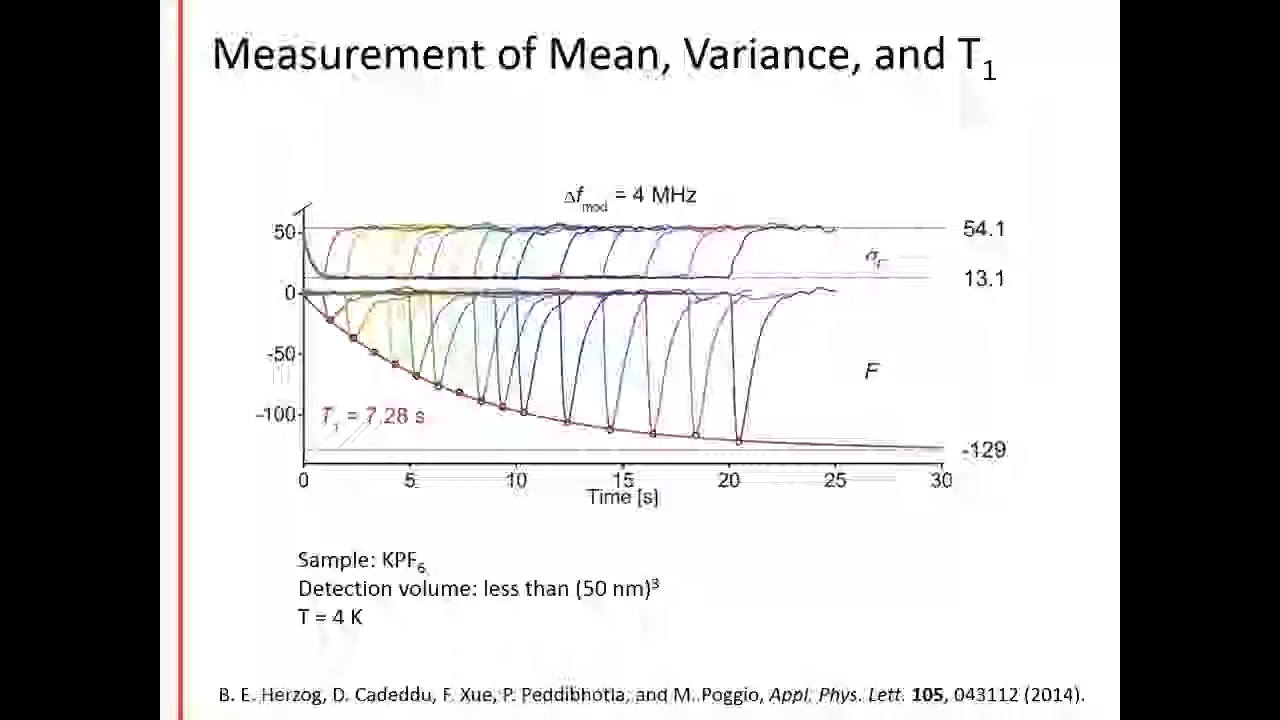 Measurement of Mean, Variance, and T₁
Δf_mod = 4 MHz
50
54.1
σ_F
13.1
0
-50
F
-100
T₁ = 7.28 s
-129
0 5 10 15 20 25 30
Time [s]
Sample: KPF₆
Detection volume: less than (50 nm)³
T = 4 K
B. E. Herzog, D. Cadeddu, F. Xue, P. Peddibhotla, and M. Poggio, Appl. Phys. Lett. 105, 043112 (2014).